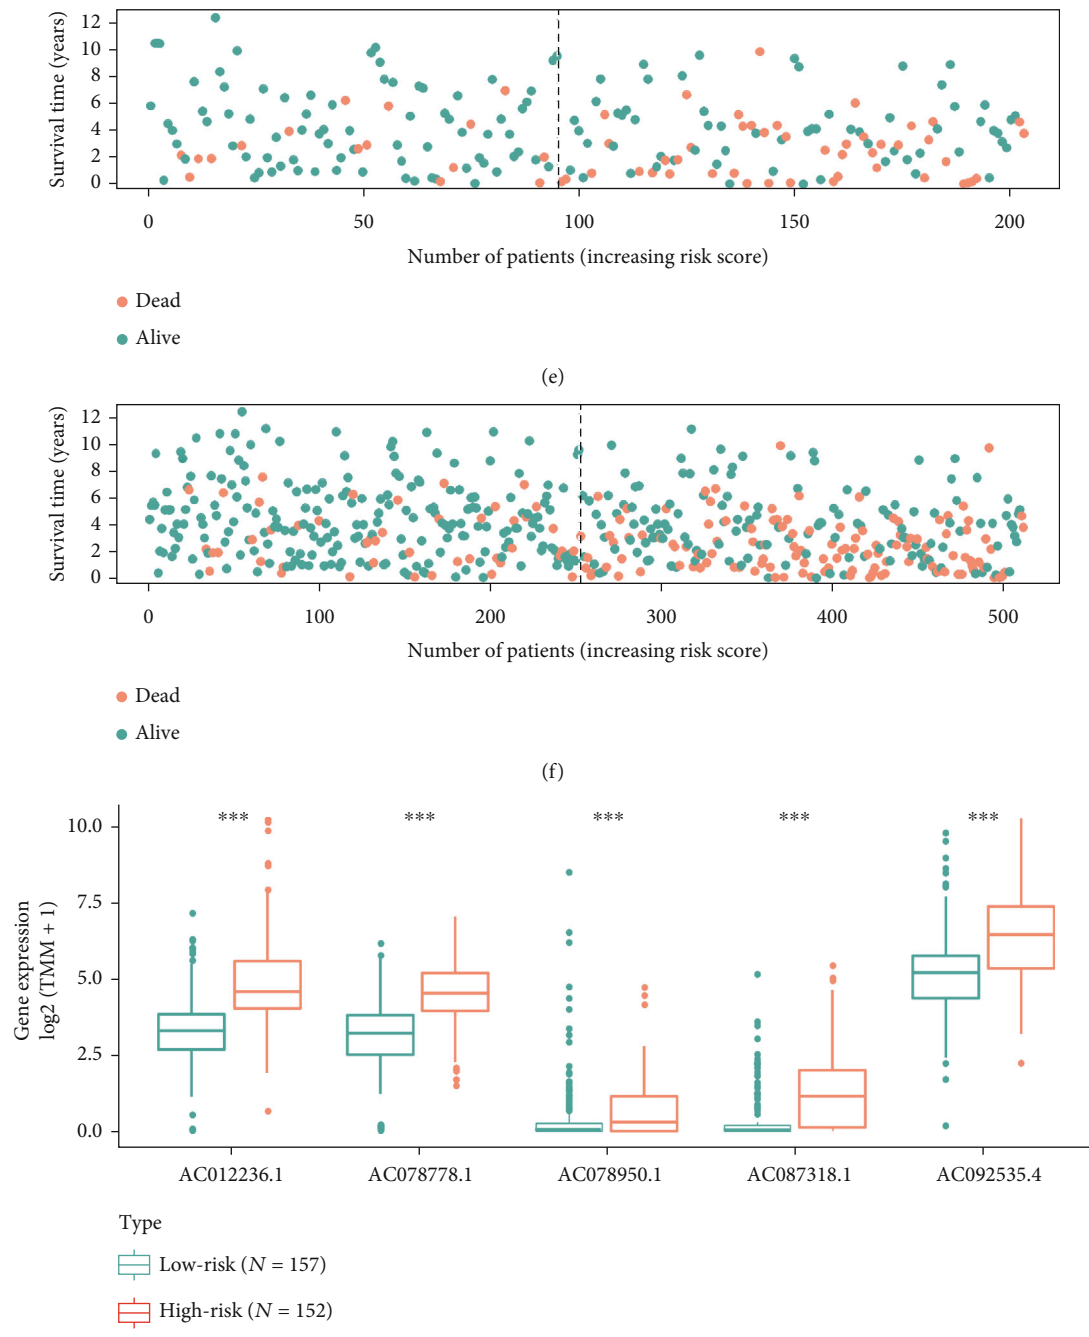 Survival time (years)
12
10
8
6
4
2
0
0 50 100 150 200
Number of patients (increasing risk score)
Dead
Alive
(e)
Survival time (years)
12
10
8
6
4
2
0
0 100 200 300 400 500
Number of patients (increasing risk score)
Dead
Alive
(f)
Gene expression
log2 (TMM + 1)
10.0
7.5
5.0
2.5
0.0
*** *** *** *** ***
AC012236.1 AC078778.1 AC078950.1 AC087318.1 AC092535.4
Type
Low-risk (N = 157)
High-risk (N = 152)